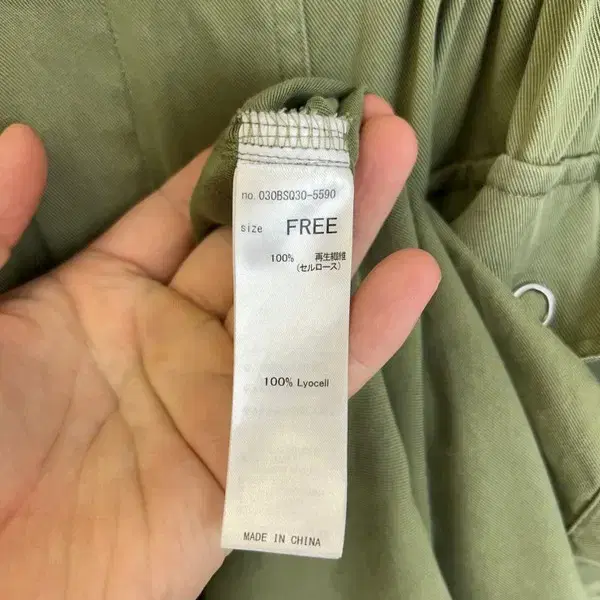 no. 030BSQ30-5590
size FREE
100% 再生繊維
(セルロース)
100% Lyocell
MADE IN CHINA